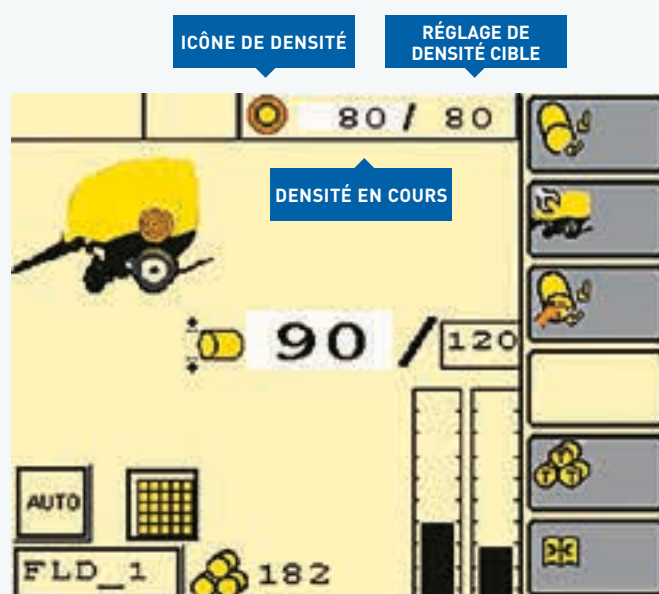 ICÔNE DE DENSITÉ
RÉGLAGE DE
DENSITÉ CIBLE
80 / 80
DENSITÉ EN COURS
90 / 120
AUTO
FLD_1
182